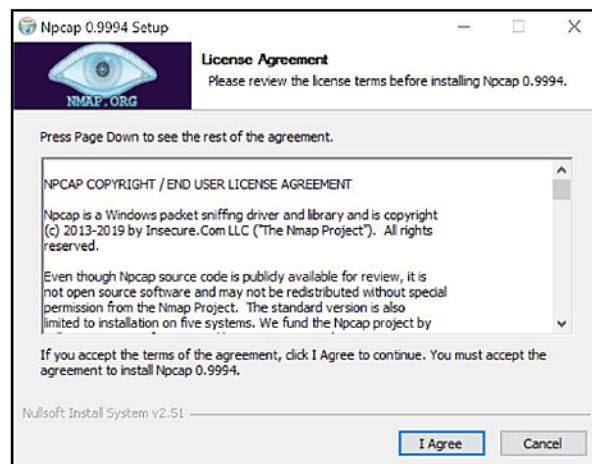 Npcap 0.9994 Setup
NMAP.ORG
License Agreement
Please review the license terms before installing Npcap 0.9994.
Press Page Down to see the rest of the agreement.
NPCAP COPYRIGHT / END USER LICENSE AGREEMENT
Npcap is a Windows packet sniffing driver and library and is copyright
(c) 2013-2019 by Insecure.Com LLC ("The Nmap Project"). All rights
reserved.
Even though Npcap source code is publicly available for review, it is
not open source software and may not be redistributed without special
permission from the Nmap Project. The standard version is also
limited to installation on five systems. We fund the Npcap project by
If you accept the terms of the agreement, click I Agree to continue. You must accept the
agreement to install Npcap 0.9994.
Nullsoft Install System v2.51
I Agree
Cancel